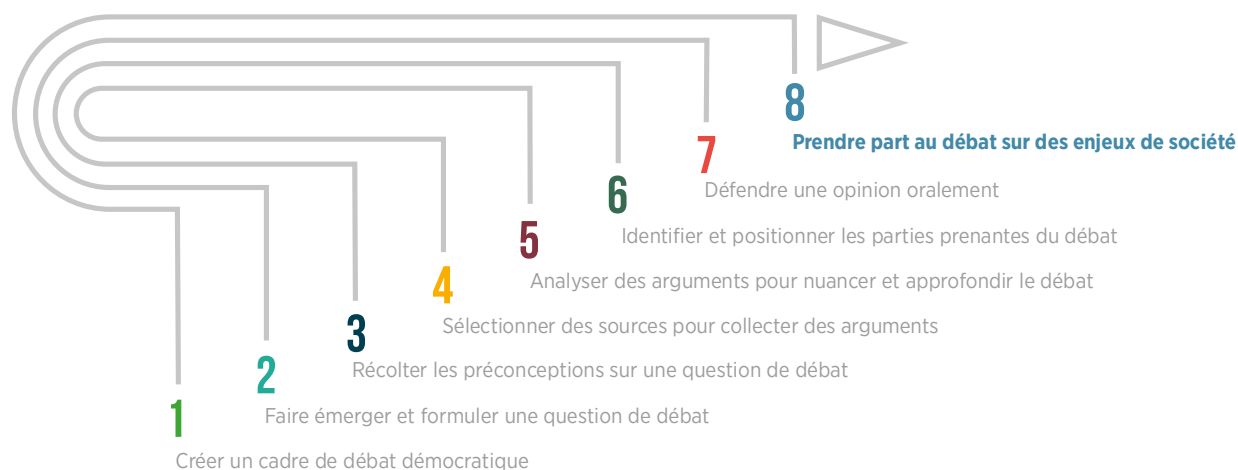 8
Prendre part au débat sur des enjeux de société
7
Défendre une opinion oralement
6
Identifier et positionner les parties prenantes du débat
5
Analyser des arguments pour nuancer et approfondir le débat
4
Sélectionner des sources pour collecter des arguments
3
Récolter les préconceptions sur une question de débat
2
Faire émerger et formuler une question de débat
1
Créer un cadre de débat démocratique